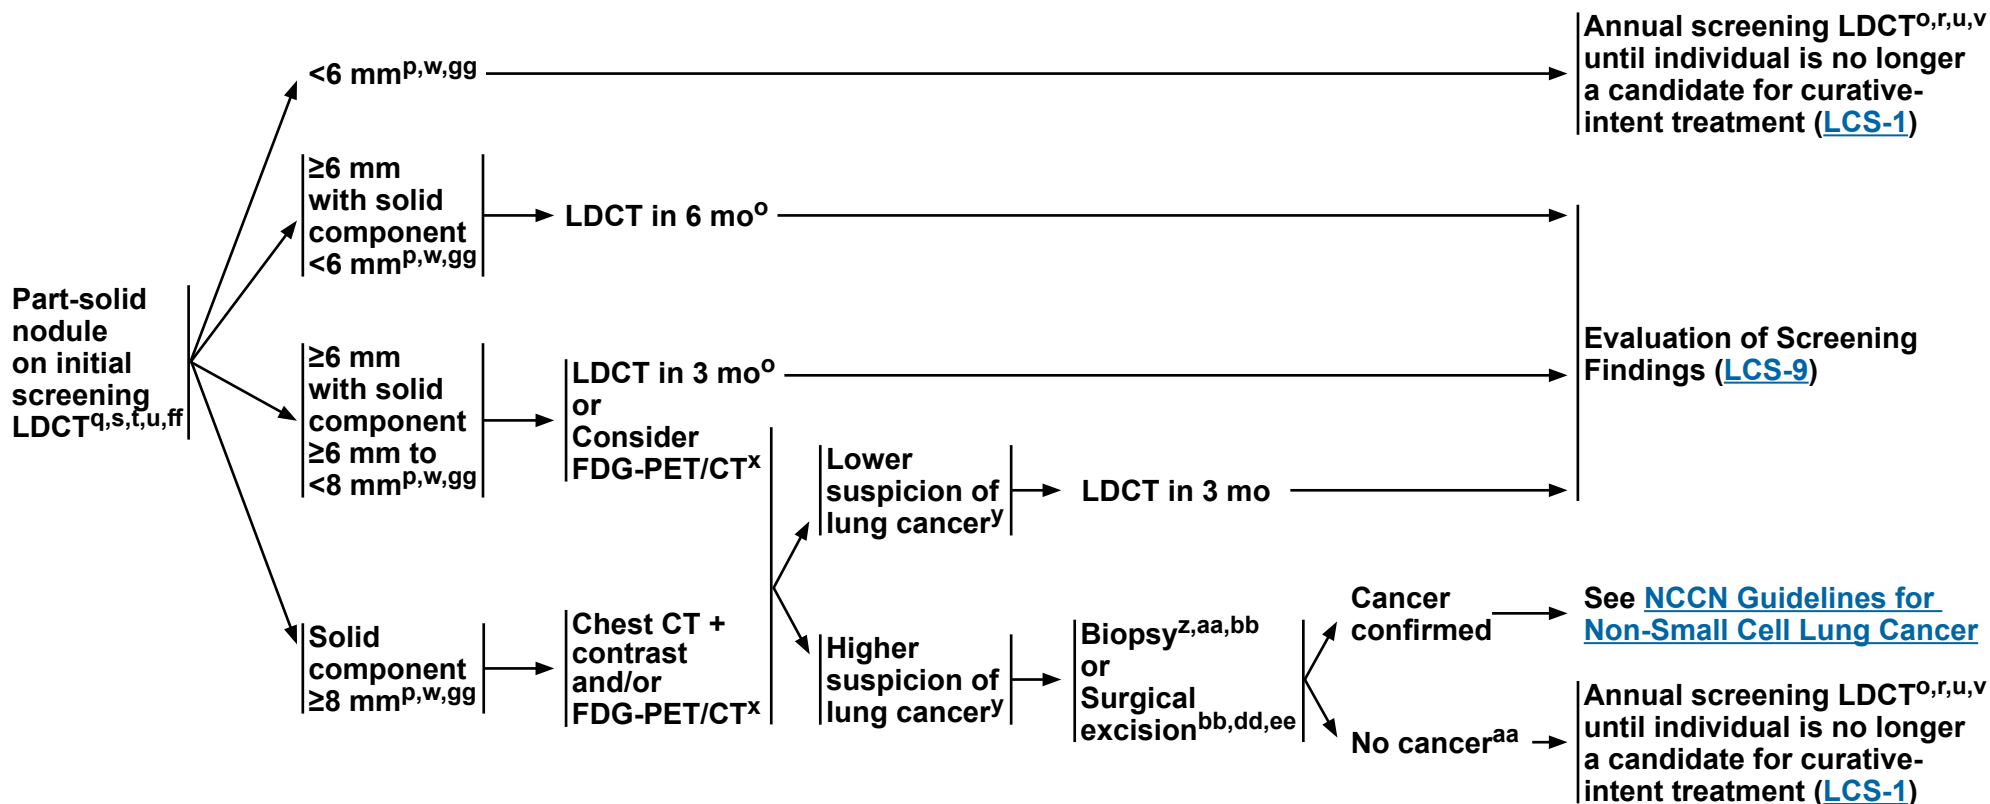 Part-solid
nodule
on initial
screening
LDCTq,s,t,u,ff
<6 mmp,w,gg
Annual screening LDCTo,r,u,v
until individual is no longer
a candidate for curative-
intent treatment (LCS-1)
≥6 mm
with solid
component
<6 mmp,w,gg
LDCT in 6 moo
≥6 mm
with solid
component
≥6 mm to
<8 mmp,w,gg
LDCT in 3 moo
or
Consider
FDG-PET/CTx
Evaluation of Screening
Findings (LCS-9)
Lower
suspicion of
lung cancery
LDCT in 3 mo
Solid
component
≥8 mmp,w,gg
Chest CT +
contrast
and/or
FDG-PET/CTx
Higher
suspicion of
lung cancery
Biopsyz,aa,bb
or
Surgical
excisionbb,dd,ee
Cancer
confirmed
See NCCN Guidelines for
Non-Small Cell Lung Cancer
No canceraa
Annual screening LDCTo,r,u,v
until individual is no longer
a candidate for curative-
intent treatment (LCS-1)